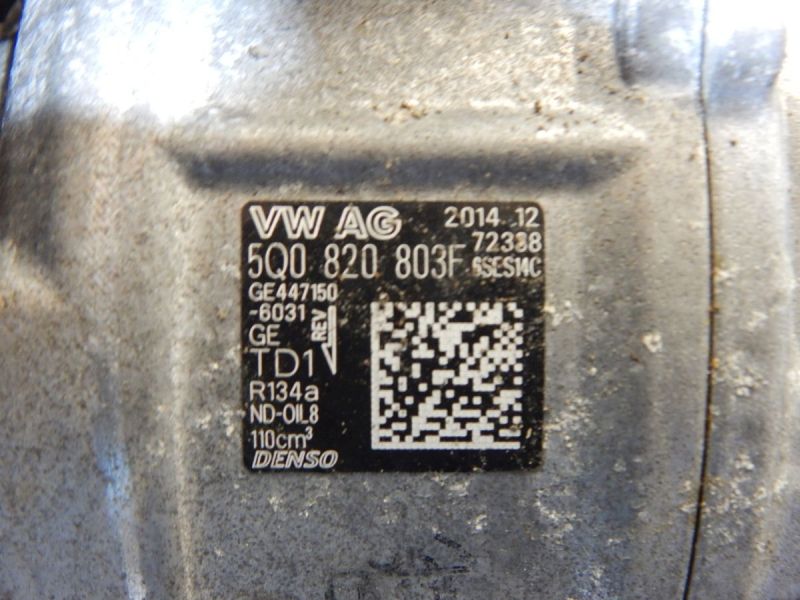 VW AG 2014 .12
72388
5Q0 820 803F 6SES14C
GE447150
-6031
REV
GE
TD1
R134a
ND-OIL8
110cm³
DENSO